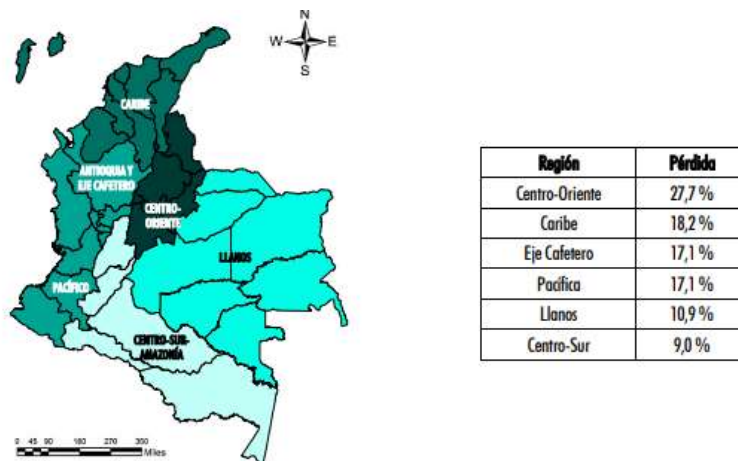 N
W E
S
CARIBE
ANTIOQUIA Y
EJE CAFETERO
CENTRO-
ORIENTE
LLANOS
PACÍFICO
CENTRO-SUR-
AMAZONÍA
0 45 90 180 270 360
Miles
Región Pérdida
Centro-Oriente 27,7 %
Caribe 18,2 %
Eje Cafetero 17,1 %
Pacífica 17,1 %
Llanos 10,9 %
Centro-Sur 9,0 %